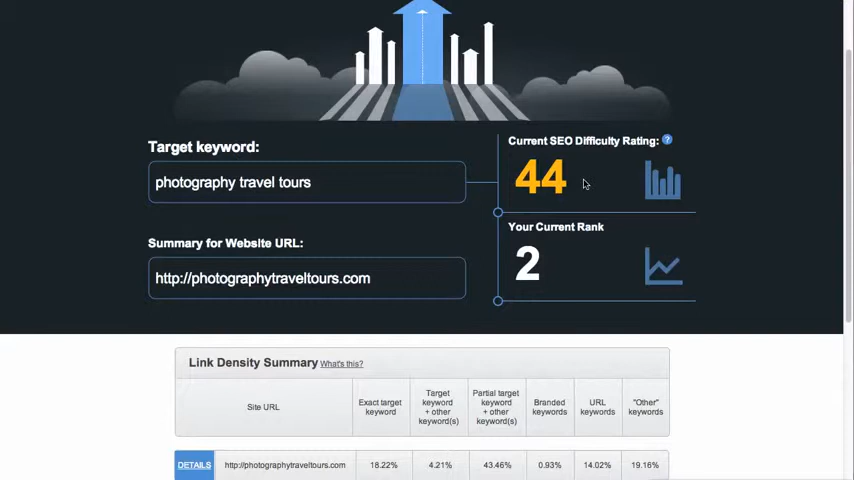 Target keyword:
photography travel tours
Current SEO Difficulty Rating: ?
44
Your Current Rank
2
Summary for Website URL:
http://photographytraveltours.com
Link Density Summary What's this?
Site URL
Exact target
keyword
Target
keyword
+ other
keyword(s)
Partial target
keyword
+ other
keyword(s)
Branded
keywords
URL
keywords
"Other"
keywords
DETAILS http://photographytraveltours.com 18.22% 4.21% 43.46% 0.93% 14.02% 19.16%